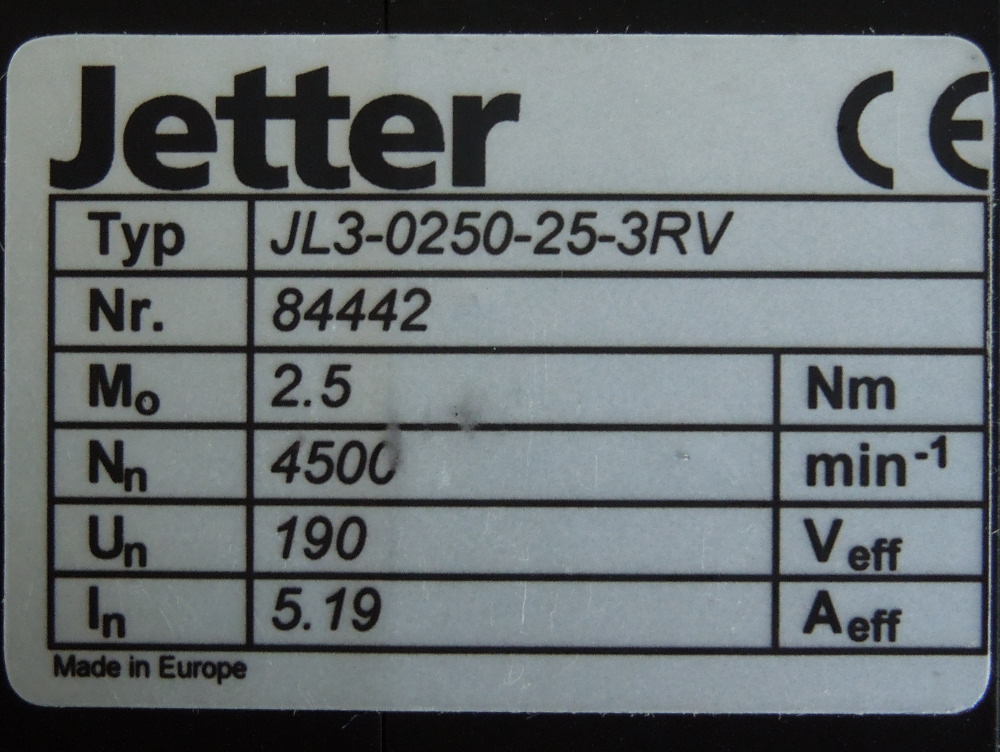 Jetter CE
Typ JL3-0250-25-3RV
Nr. 84442
Mo 2.5 Nm
Nn 4500 min-1
Un 190 Veff
In 5.19 Aeff
Made in Europe